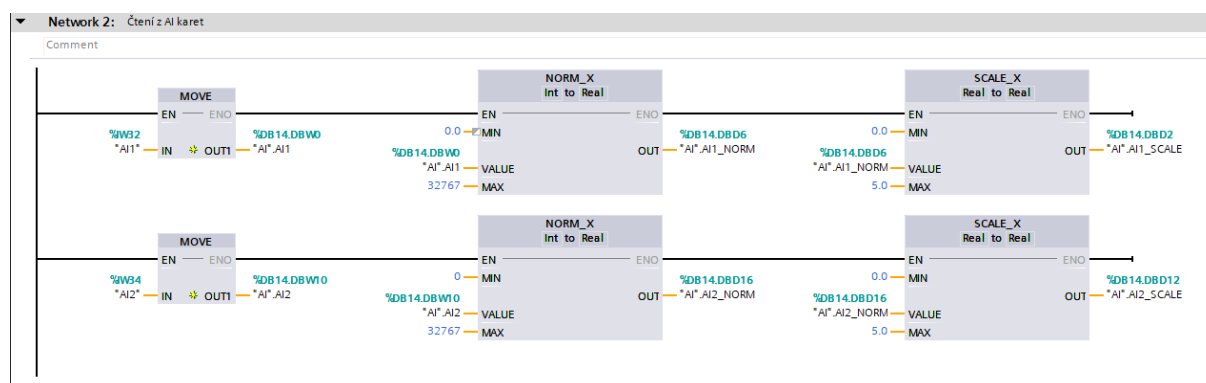 Network 2: Čtení z AI karet
Comment
MOVE
EN ENO
%IW32
"AI1"
IN
OUT1
%DB14.DBW0
"AI".AI1
NORM_X
Int to Real
EN ENO
0.0 MIN
%DB14.DBW0
"AI".AI1
VALUE
32767 MAX
OUT
%DB14.DBD6
"AI".AI1_NORM
SCALE_X
Real to Real
EN ENO
0.0 MIN
%DB14.DBD6
"AI".AI1_NORM
VALUE
5.0 MAX
OUT
%DB14.DBD2
"AI".AI1_SCALE
MOVE
EN ENO
%IW34
"AI2"
IN
OUT1
%DB14.DBW10
"AI".AI2
NORM_X
Int to Real
EN ENO
0 MIN
%DB14.DBW10
"AI".AI2
VALUE
32767 MAX
OUT
%DB14.DBD16
"AI".AI2_NORM
SCALE_X
Real to Real
EN ENO
0.0 MIN
%DB14.DBD16
"AI".AI2_NORM
VALUE
5.0 MAX
OUT
%DB14.DBD12
"AI".AI2_SCALE